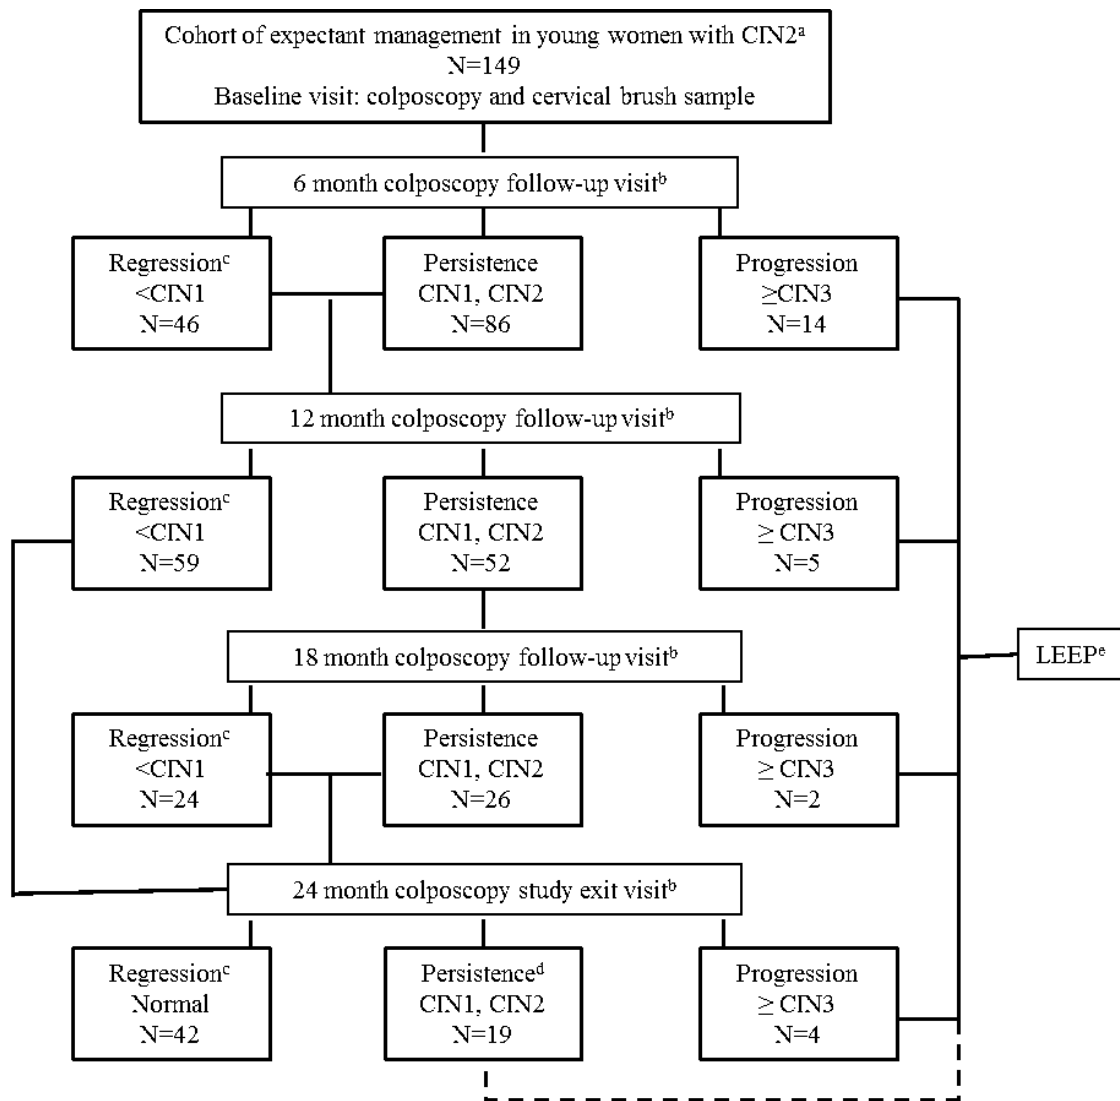 Cohort of expectant management in young women with CIN2ᵃ
N=149
Baseline visit: colposcopy and cervical brush sample
6 month colposcopy follow-up visitᵇ
Regressionᶜ
<CIN1
N=46
Persistence
CIN1, CIN2
N=86
Progression
≥CIN3
N=14
12 month colposcopy follow-up visitᵇ
Regressionᶜ
<CIN1
N=59
Persistence
CIN1, CIN2
N=52
Progression
≥ CIN3
N=5
18 month colposcopy follow-up visitᵇ
LEEPᵉ
Regressionᶜ
<CIN1
N=24
Persistence
CIN1, CIN2
N=26
Progression
≥ CIN3
N=2
24 month colposcopy study exit visitᵇ
Regressionᶜ
Normal
N=42
Persistenceᵈ
CIN1, CIN2
N=19
Progression
≥ CIN3
N=4